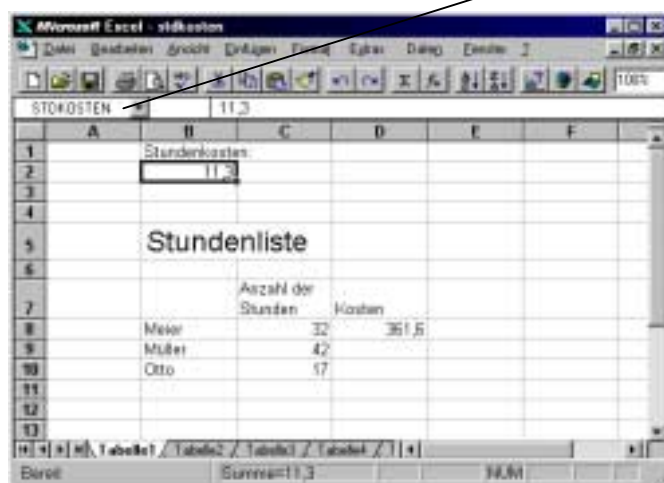 Microsoft Excel - stdkosten
Datei Bearbeiten Ansicht Einfügen Format Extras Daten Fenster ?
100%
STDKOSTEN 11,3
A B C D E F
1 Stundenkosten:
2 11,3
3
4
5 Stundenliste
6
Aszahl der
7 Stunden Kosten
8 Meier 32 361,6
9 Müller 42
10 Otto 17
11
12
13
Tabelle1 Tabelle2 Tabelle3 Tabelle4
Bereit Summe=11,3 NUM